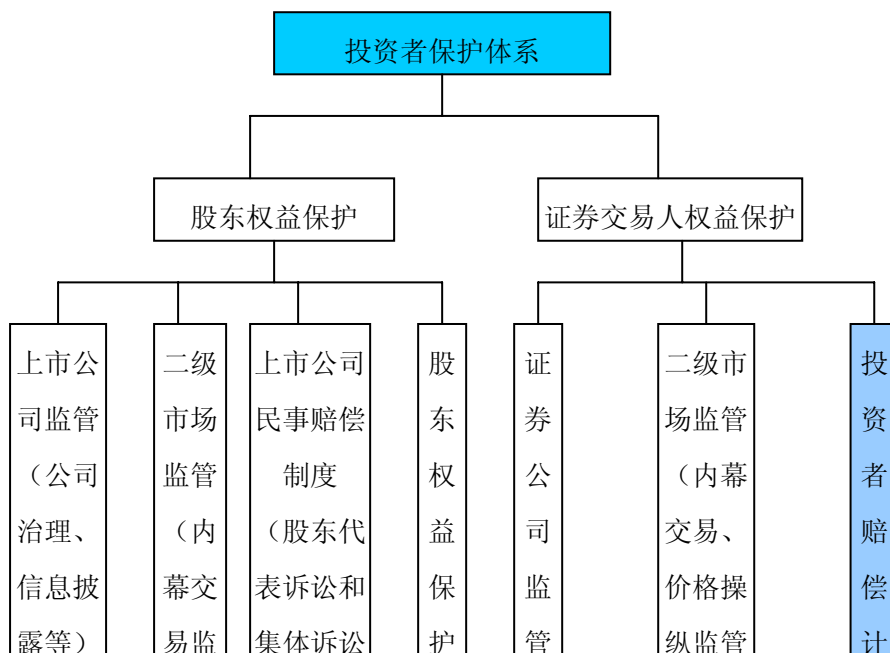 投资者保护体系
股东权益保护
证券交易人权益保护
上市公
司监管
（公司
治理、
信息披
露等）
二级
市场
监管
（内
幕交
易监
上市公司
民事赔偿
制度
（股东代
表诉讼和
集体诉讼
股
东
权
益
保
护
证
券
公
司
监
管
二级市
场监管
（内幕
交易、
价格操
纵监管
投
资
者
赔
偿
计